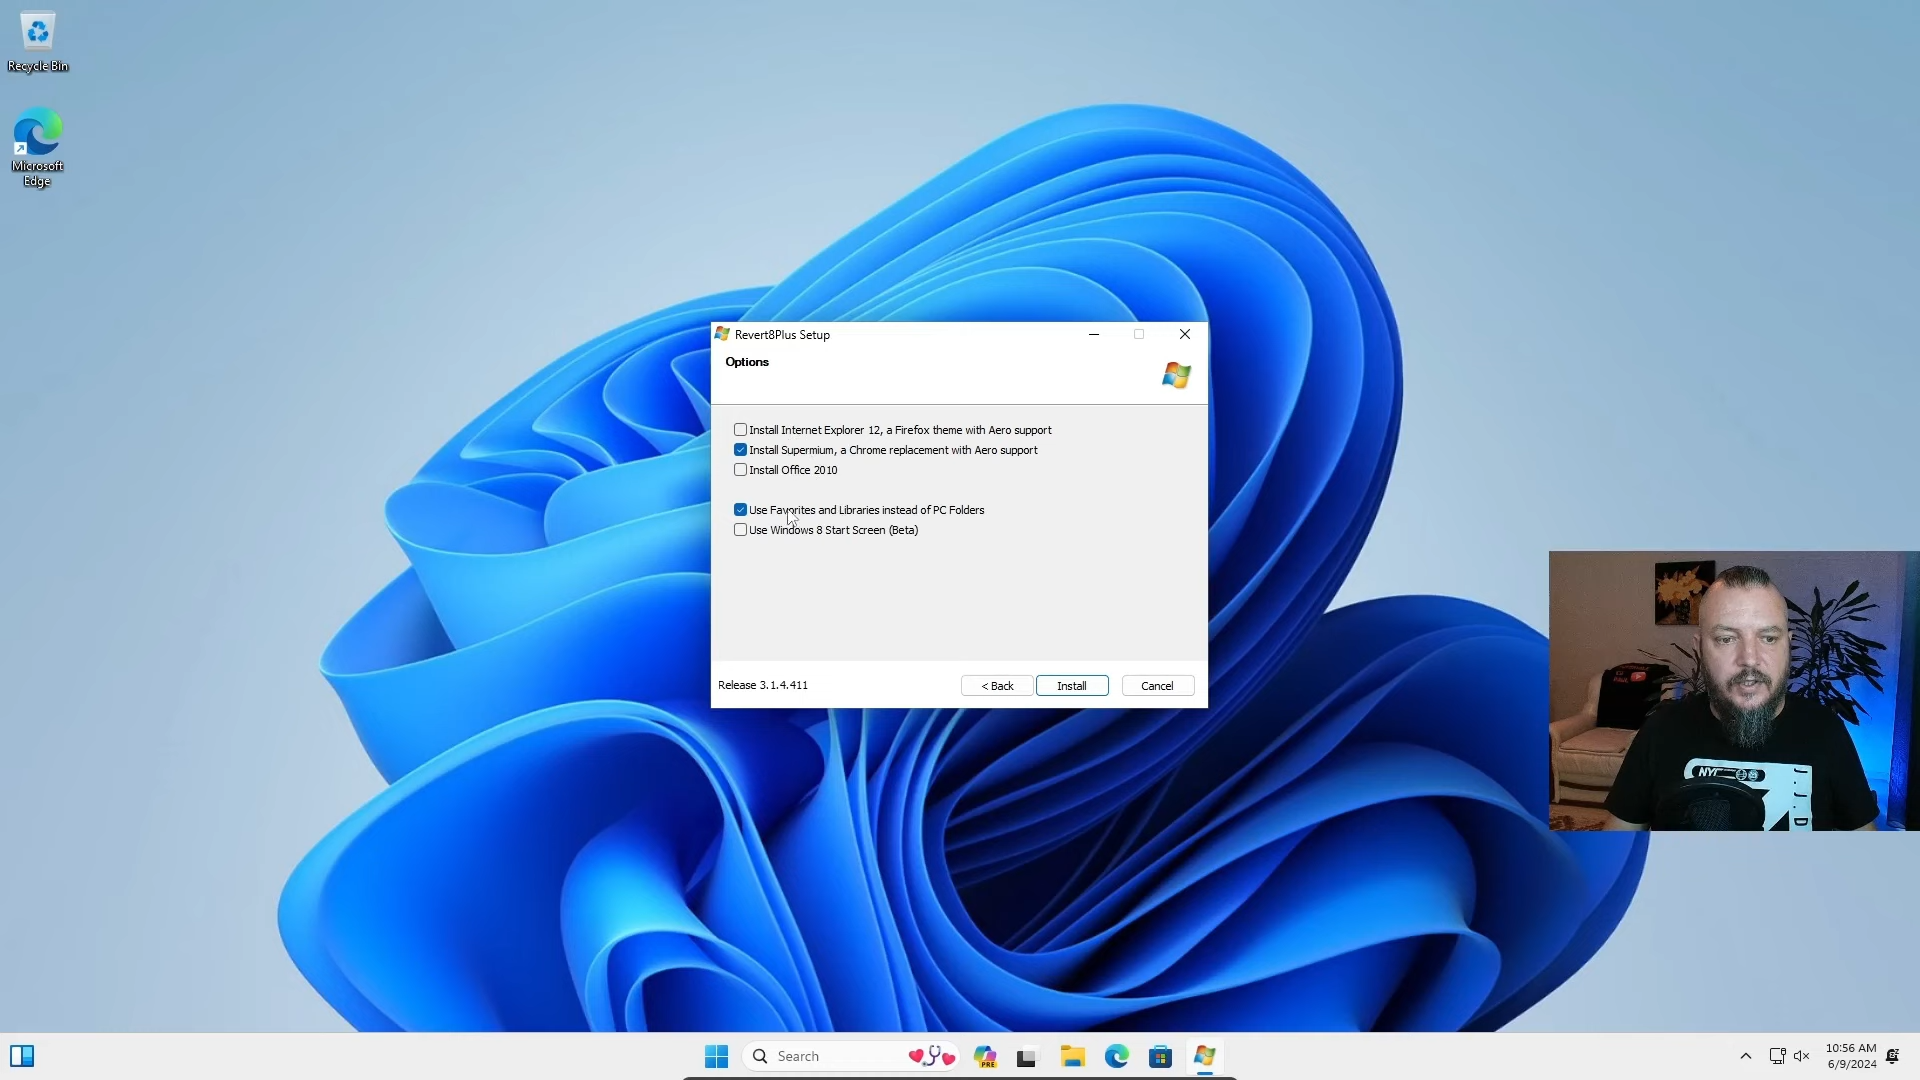 Recycle Bin
Microsoft
Edge
Revert8Plus Setup
Options
Install Internet Explorer 12, a Firefox theme with Aero support
Install Supermium, a Chrome replacement with Aero support
Install Office 2010
Use Favorites and Libraries instead of PC Folders
Use Windows 8 Start Screen (Beta)
Release 3.1.4.411
< Back
Install
Cancel
NYC
J.J.D
Search
PRE
10:56 AM
6/9/2024